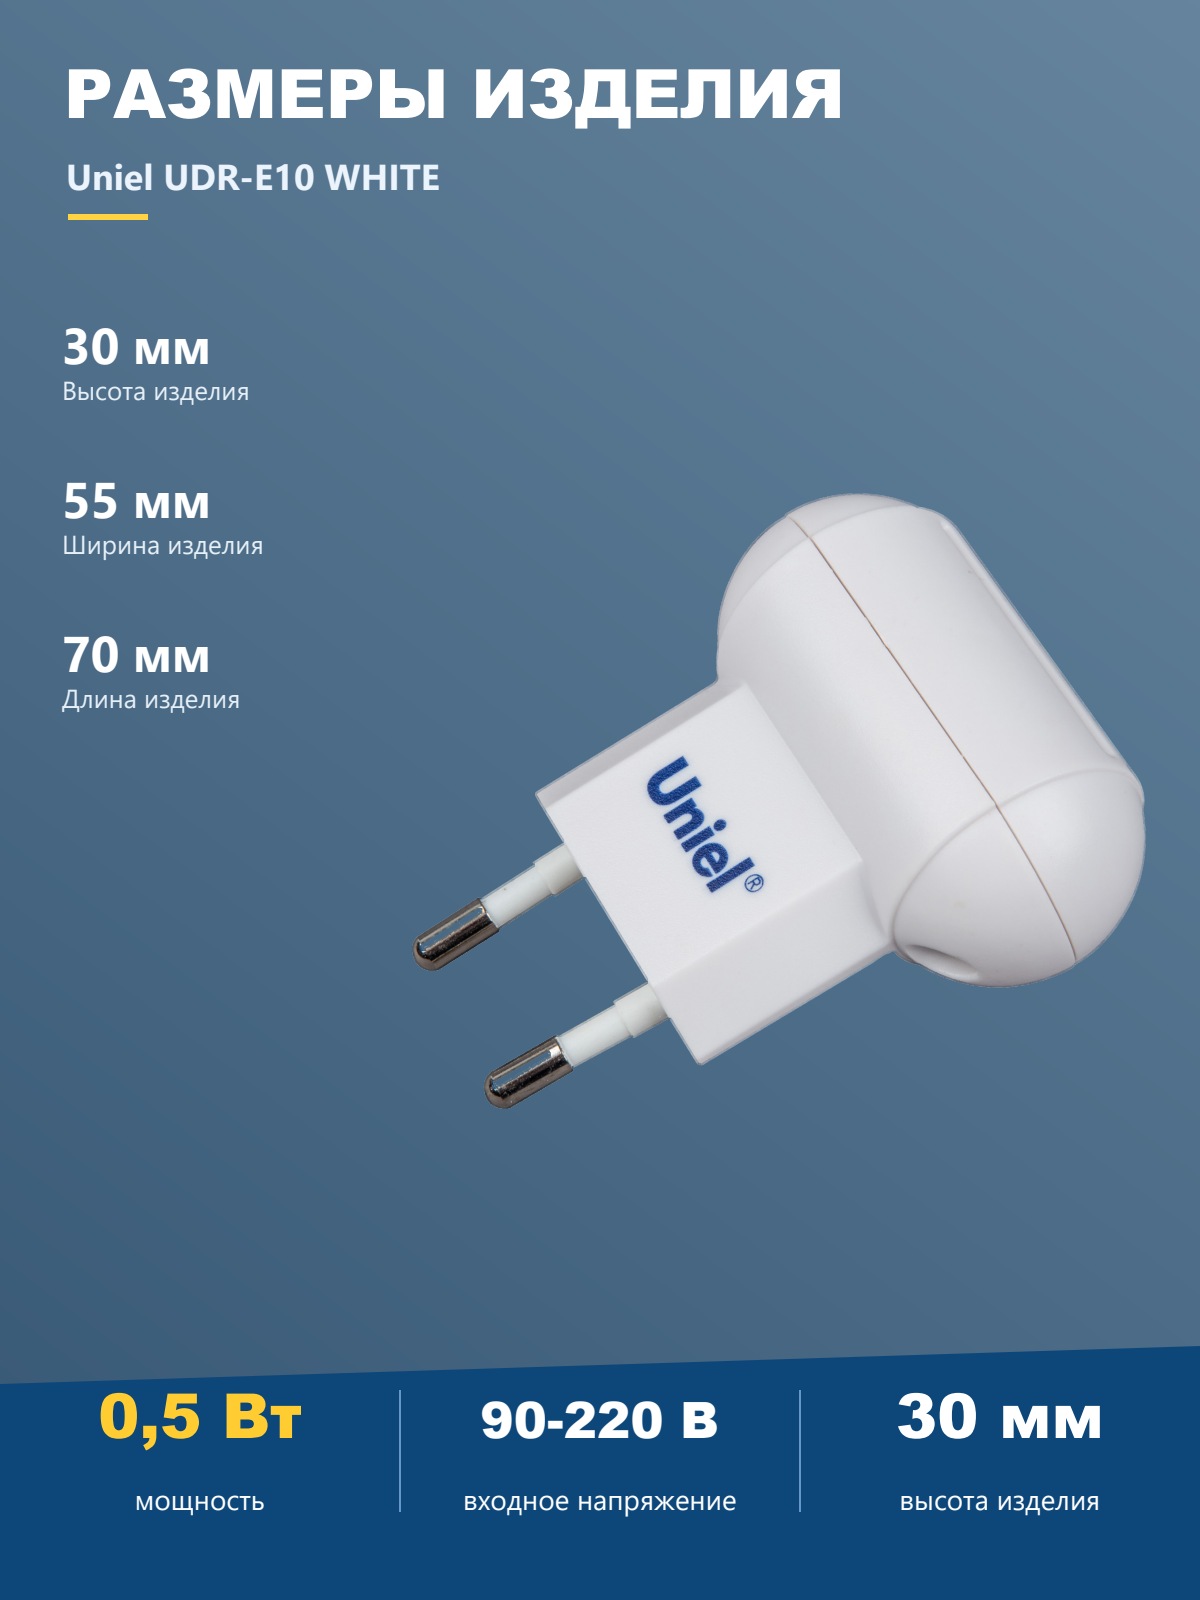 РАЗМЕРЫ ИЗДЕЛИЯ
Uniel UDR-E10 WHITE
30 мм
Высота изделия
55 мм
Ширина изделия
70 мм
Длина изделия
Uniel®
0,5 Вт
мощность
90-220 В
входное напряжение
30 мм
высота изделия